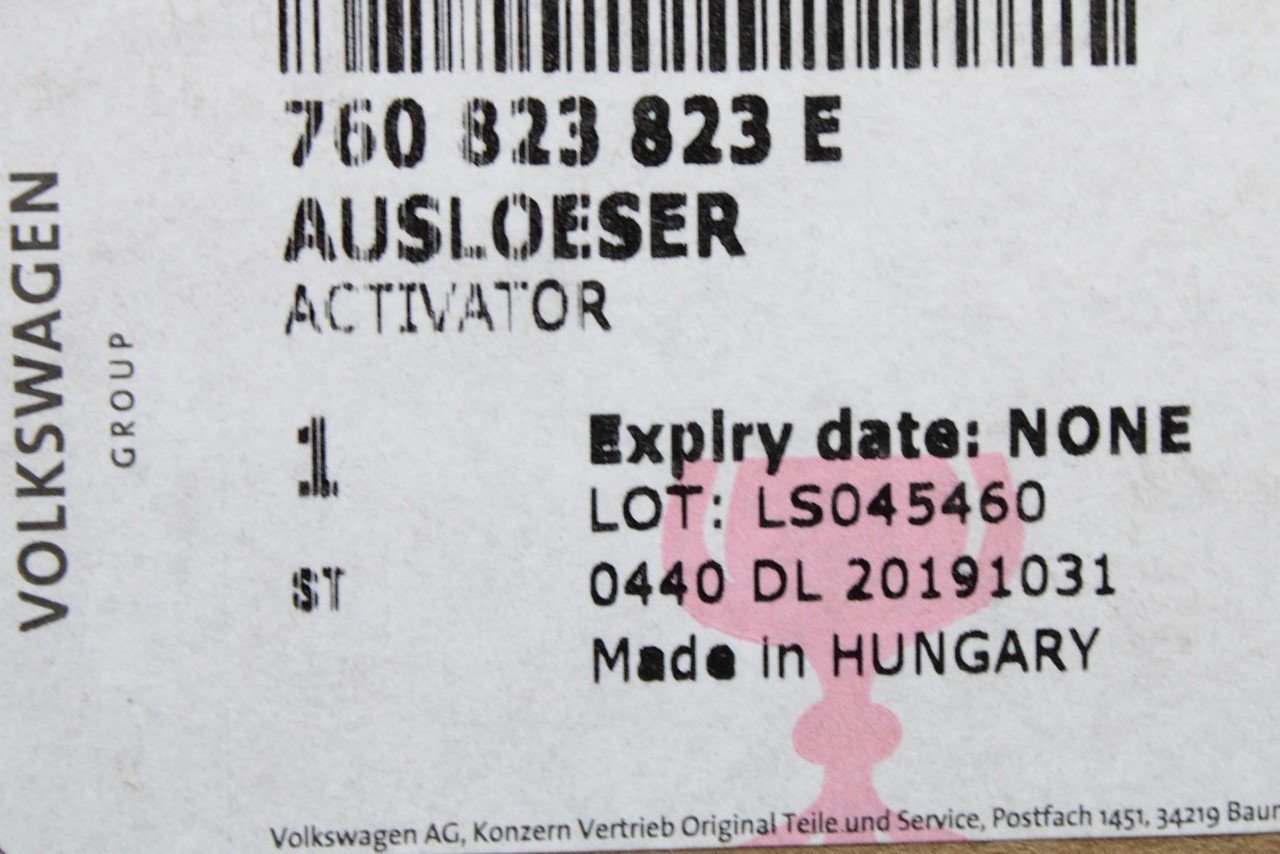 VOLKSWAGEN
GROUP
760 823 823 E
AUSLOESER
ACTIVATOR
1
ST
Expiry date: NONE
LOT: LS045460
0440 DL 20191031
Made in HUNGARY
Volkswagen AG, Konzern Vertrieb Original Teile und Service, Postfach 1451, 34219